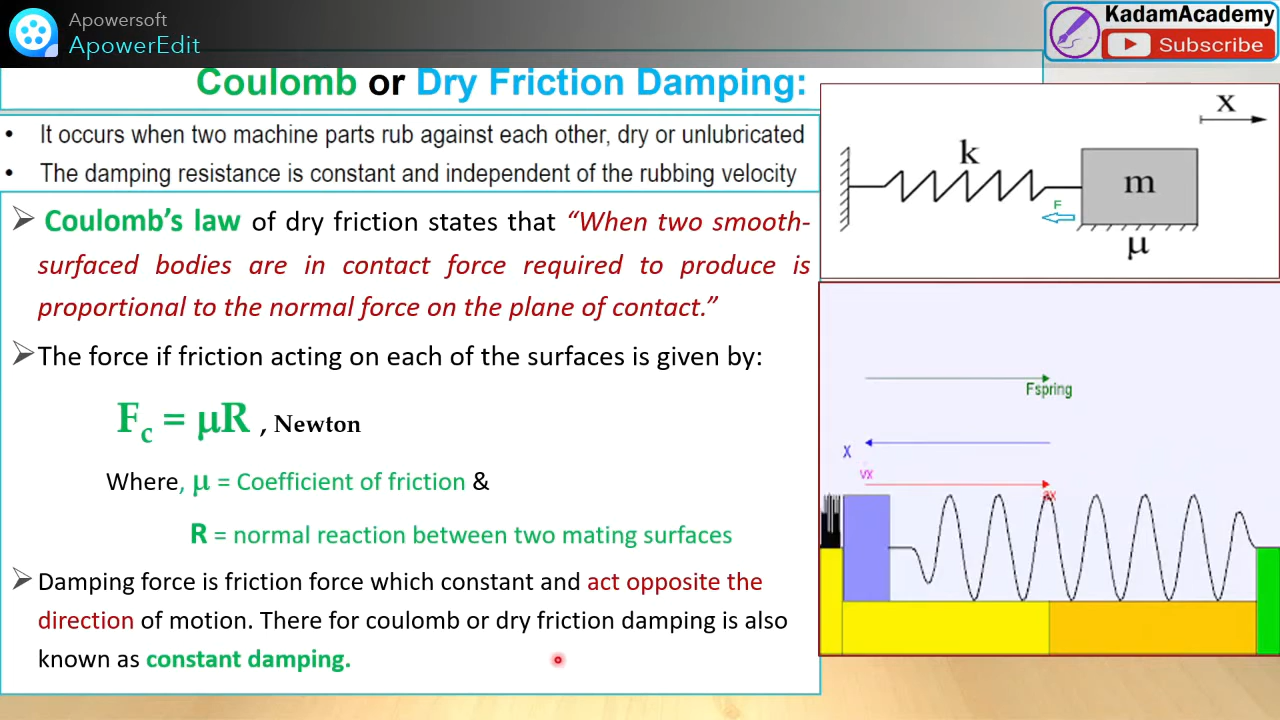 Apowersoft
ApowerEdit
KadamAcademy
Subscribe
Coulomb or Dry Friction Damping:
• It occurs when two machine parts rub against each other, dry or unlubricated
• The damping resistance is constant and independent of the rubbing velocity
➢ Coulomb's law of dry friction states that “When two smooth-
surfaced bodies are in contact force required to produce is
proportional to the normal force on the plane of contact.”
➢ The force if friction acting on each of the surfaces is given by:
Fc = μR , Newton
Where, μ = Coefficient of friction &
R = normal reaction between two mating surfaces
➢ Damping force is friction force which constant and act opposite the
direction of motion. There for coulomb or dry friction damping is also
known as constant damping.
x
k
m
F
μ
Fspring
X
vx
ax